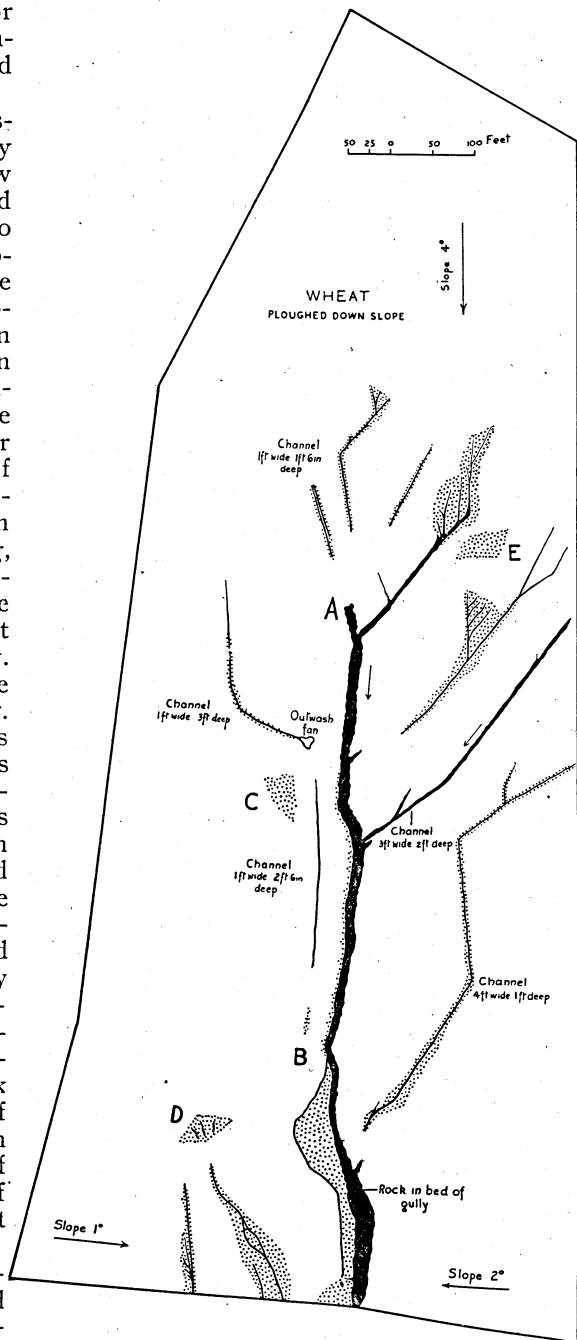 50 25 0 50 100 Feet
Slope 4°
WHEAT
PLOUGHED DOWN SLOPE
Channel
1ft wide 1ft 6in
deep
E
A
Channel
1ft wide 3ft deep
Outwash
fan
C
Channel
3ft wide 2ft deep
Channel
1ft wide 2ft 6in
deep
Channel
4ft wide 1ft deep
B
D
Rock in bed of
gully
Slope 1°
Slope 2°